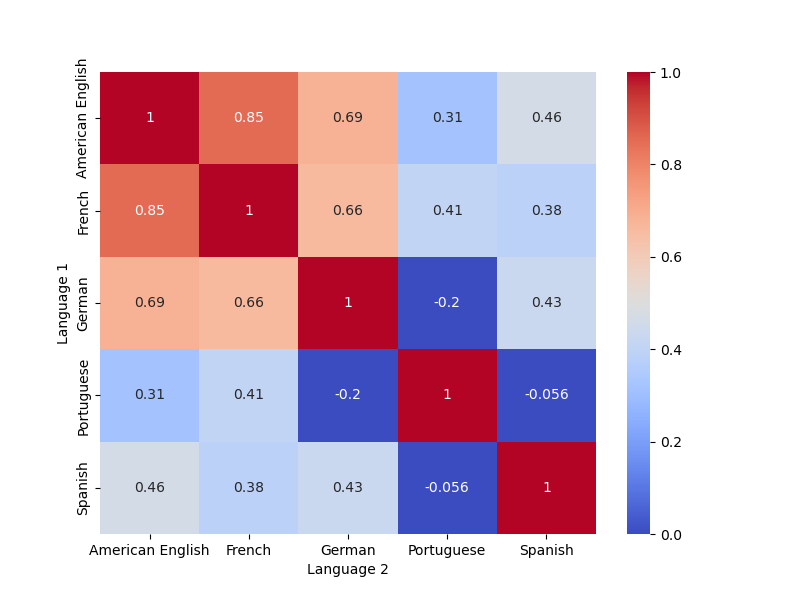 American English
French
German
Portuguese
Spanish
Language 1
1 0.85 0.69 0.31 0.46
0.85 1 0.66 0.41 0.38
0.69 0.66 1 -0.2 0.43
0.31 0.41 -0.2 1 -0.056
0.46 0.38 0.43 -0.056 1
American English French German Portuguese Spanish
Language 2
1.0
0.8
0.6
0.4
0.2
0.0